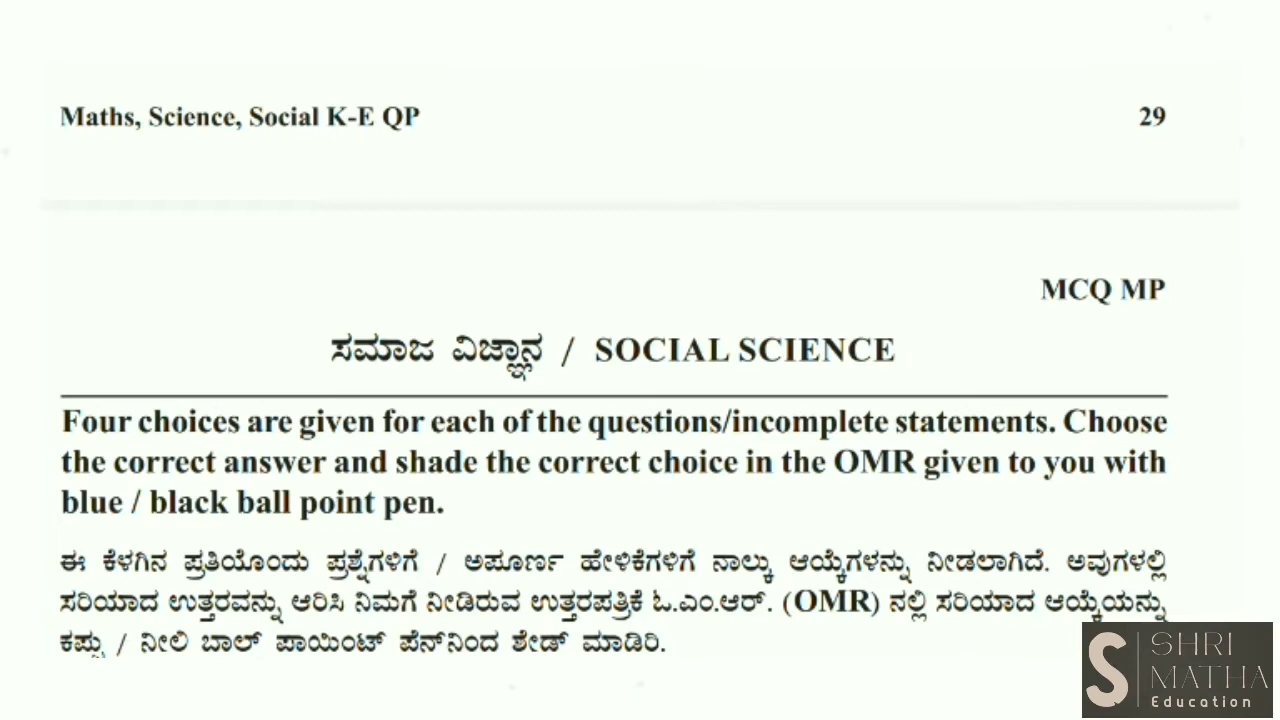 Maths, Science, Social K-E QP 29
MCQ MP
ಸಮಾಜ ವಿಜ್ಞಾನ / SOCIAL SCIENCE
Four choices are given for each of the questions/incomplete statements. Choose
the correct answer and shade the correct choice in the OMR given to you with
blue / black ball point pen.
ಈ ಕೆಳಗಿನ ಪ್ರತಿಯೊಂದು ಪ್ರಶ್ನೆಗಳಿಗೆ / ಅಪೂರ್ಣ ಹೇಳಿಕೆಗಳಿಗೆ ನಾಲ್ಕು ಆಯ್ಕೆಗಳನ್ನು ನೀಡಲಾಗಿದೆ. ಅವುಗಳಲ್ಲಿ
ಸರಿಯಾದ ಉತ್ತರವನ್ನು ಆರಿಸಿ ನಿಮಗೆ ನೀಡಿರುವ ಉತ್ತರಪತ್ರಿಕೆ ಓ.ಎಂ.ಆರ್. (OMR) ನಲ್ಲಿ ಸರಿಯಾದ ಆಯ್ಕೆಯನ್ನು
ಕಪ್ಪು / ನೀಲಿ ಬಾಲ್ ಪಾಯಿಂಟ್ ಪೆನ್‌ನಿಂದ ಶೇಡ್ ಮಾಡಿರಿ.
S SHRI
MATHA
Education